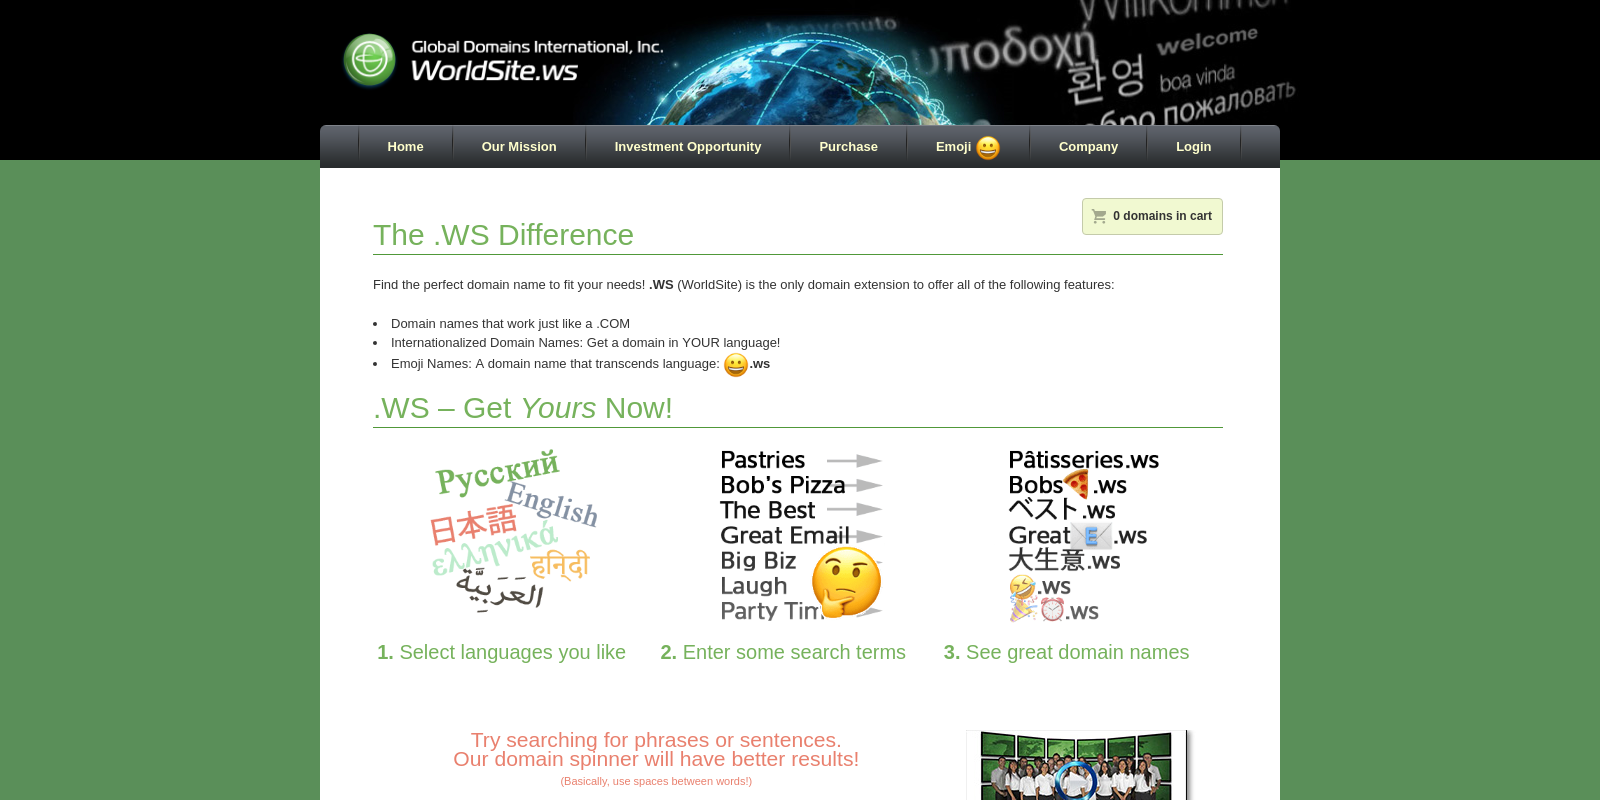 benvenuto
Willkommen
υποδοχή
welcome
환영
boa vinda
добро пожаловать
Global Domains International, Inc.
WorldSite.ws
Home
Our Mission
Investment Opportunity
Purchase
Emoji 😀
Company
Login
0 domains in cart
The .WS Difference
Find the perfect domain name to fit your needs! .WS (WorldSite) is the only domain extension to offer all of the following features:
Domain names that work just like a .COM
Internationalized Domain Names: Get a domain in YOUR language!
Emoji Names: A domain name that transcends language: 😀.ws
.WS – Get Yours Now!
Русский
English
日本語
ελληνικά
हिन्दी
العَرَبِيَّة
Pastries
Bob's Pizza
The Best
Great Email
Big Biz
Laugh
Party Tim
Pâtisseries.ws
Bobs🍕.ws
ベスト.ws
Great📧.ws
大生意.ws
🤣.ws
🎉⏰.ws
1. Select languages you like
2. Enter some search terms
3. See great domain names
Try searching for phrases or sentences.
Our domain spinner will have better results!
(Basically, use spaces between words!)